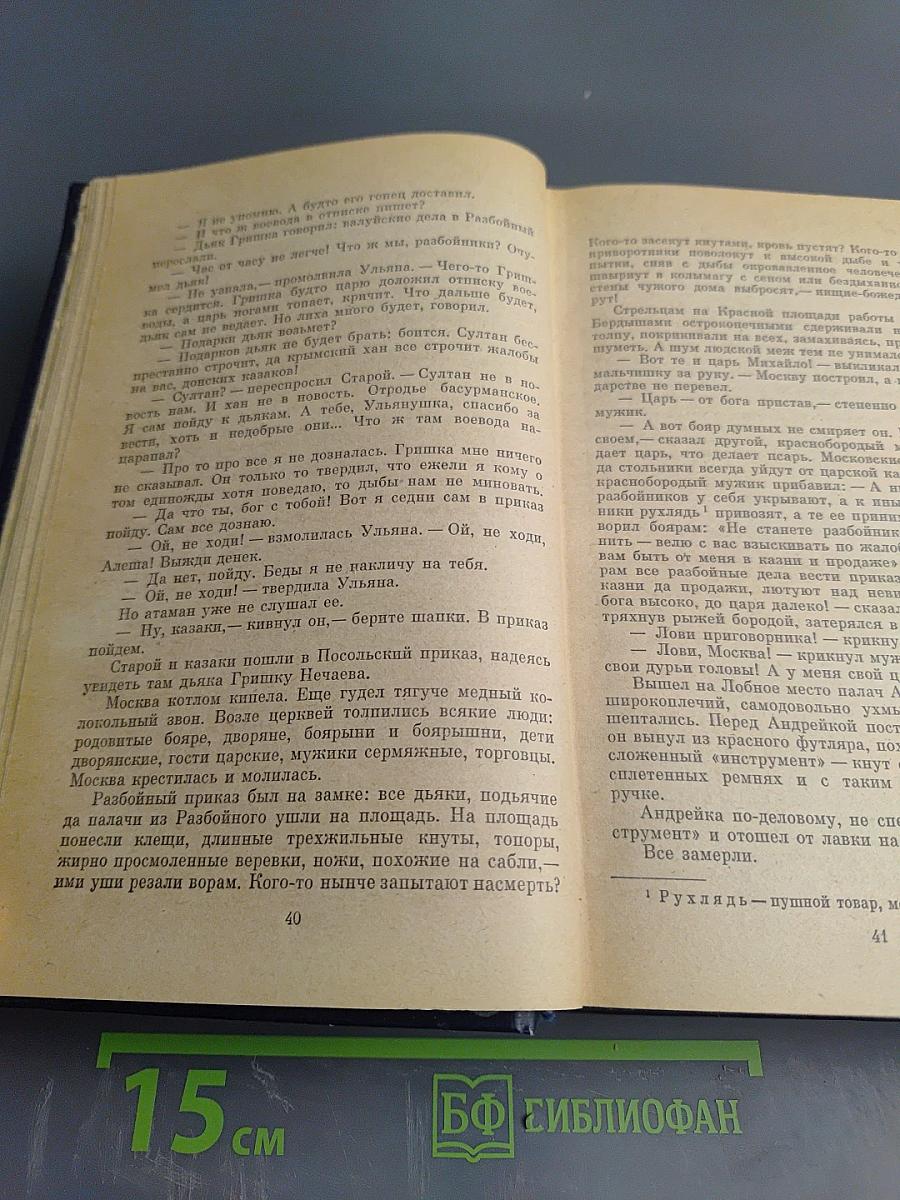 — Я не упомню. А будто его гонец доставил.
— И что ж воевода в отписке пишет?
— Дьяк Гришка говорил: валуйские дела в Разбойный
переслали.
— Час от часу не легче! Что ж мы, разбойники? Оту-
мел дьяк!
— Не узнала,— промолвила Ульяна. — Чего-то Гриш-
ка сердится. Гришка будто царю доложил отписку вое-
воды, а царь ногами топает, кричит. Что дальше будет,
дьяк сам не ведает. Но лиха много будет, говорил.
— Подарки дьяк возьмет?
— Подарков дьяк не будет брать: боится. Султан бес-
престанно строчит, да крымский хан все строчит жалобы
на вас, донских казаков!
— Султан? — переспросил Старой. — Султан не в но-
вость нам. И хан не в новость. Отродье басурманское.
Я сам пойду к дьякам. А тебе, Ульянушка, спасибо за
вести, хоть и недобрые они... Что ж там воевода на-
царапал?
— Про то про все я не дозналась. Гришка мне ничего
не сказывал. Он только то твердил, что ежели я кому о
том единожды хотя поведаю, то дыбы нам не миновать.
— Да что ты, бог с тобой! Вот я седни сам в приказ
пойду. Сам все дознаю.
— Ой, не ходи! — взмолилась Ульяна. — Ой, не ходи,
Алеша! Выжди денек.
— Да нет, пойду. Беды я не накличу на тебя.
— Ой, не ходи! — твердила Ульяна.
Но атаман уже не слушал ее.
— Ну, казаки,— кивнул он,— берите шапки. В приказ
пойдем.
Старой и казаки пошли в Посольский приказ, надеясь
увидеть там дьяка Гришку Нечаева.
Москва котлом кипела. Еще гудел тягуче медный ко-
локольный звон. Возле церквей толпились всякие люди:
родовитые бояре, дворяне, боярыни и боярышни, дети
дворянские, гости царские, мужики сермяжные, торговцы.
Москва крестилась и молилась.
Разбойный приказ был на замке: все дьяки, подьячие
да палачи из Разбойного ушли на площадь. На площадь
понесли клещи, длинные трехжильные кнуты, топоры,
жирно просмоленные веревки, ножи, похожие на сабли,—
ими уши резали ворам. Кого-то нынче запытают насмерть?
40
Кого-то засекут кнутами, кровь пустят? Кого-то
приворотники поволокут к высокой дыбе и
пытки, сняв с дыбы окровавленное человече
швырнут в колымагу с сеном или бездыхан
стены чужого дома выбросят,— нищие-божед
рут!
Стрельцам на Красной площади работы
Бердышами остроконечными сдерживали н
толпу, покрикивали на всех, замахиваясь, пр
шуметь. А шум людской меж тем не унимал
— Вот те и царь Михайло! — выкликал
мальчишку за руку. — Москву построил, а
дарстве не перевел.
— Царь — от бога пристав,— степенно
мужик.
— А вот бояр думных не смиряет он.
своем,— сказал другой, краснобородый м
дает царь, что делает псарь. Московские
да стольники всегда уйдут от царской ка
краснобородый мужик прибавил: — А н
разбойников у себя укрывают, а к ины
ники рухлядь¹ привозят, а те ее прини
ворил боярам: «Не станете разбойник
нить — велю с вас взыскивать по жало
вам быть от меня в казни и продаже»
рам все разбойные дела вести приказ
казни да продажи, лютуют над неви
бога высоко, до царя далеко! — сказал
тряхнув рыжей бородой, затерялся в
— Лови приговорника! — крикну
— Лови, Москва! — крикнул муж
свои дурьи головы! А у меня свой ц
Вышел на Лобное место палач А
широкоплечий, самодовольно ухмы
шептались. Перед Андрейкой пост
он вынул из красного футляра, пох
сложенный «инструмент» — кнут
сплетенных ремнях и с таким
ручке.
Андрейка по-деловому, не спе
струмент» и отошел от лавки на
Все замерли.
¹ Рухлядь — пушной товар, м
41
15 см
БФ БИБЛИОФАН